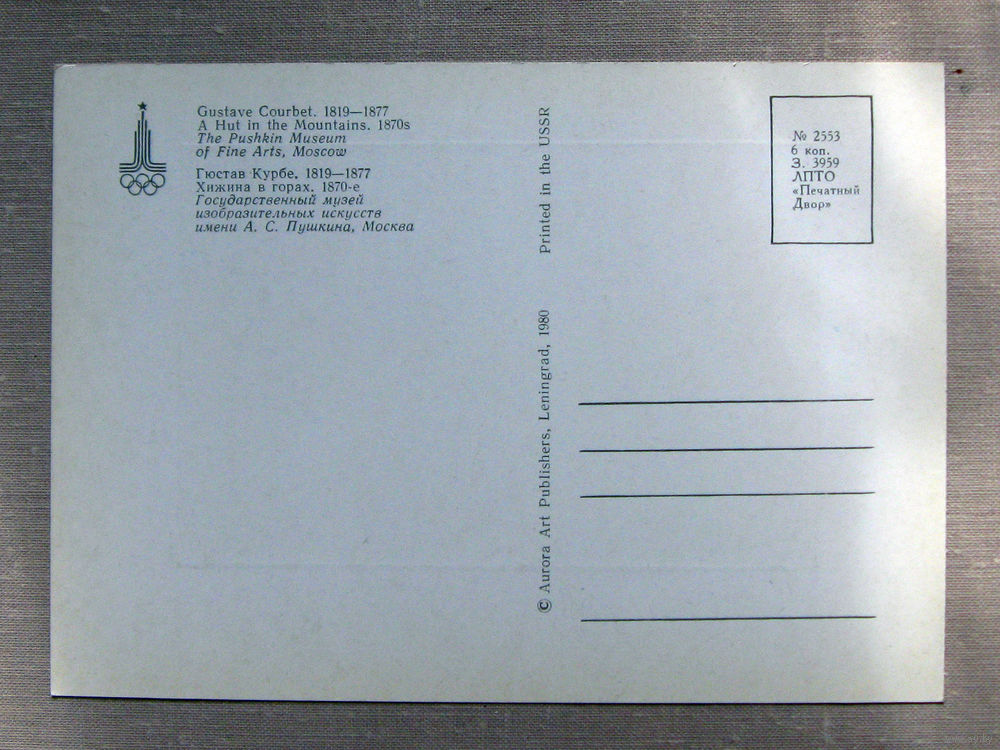 Gustave Courbet. 1819—1877
A Hut in the Mountains. 1870s
The Pushkin Museum
of Fine Arts, Moscow
Гюстав Курбе. 1819—1877
Хижина в горах. 1870-е
Государственный музей
изобразительных искусств
имени А. С. Пушкина, Москва
© Aurora Art Publishers, Leningrad, 1980
Printed in the USSR
№ 2553
6 коп.
З. 3959
ЛПТО
«Печатный
Двор»